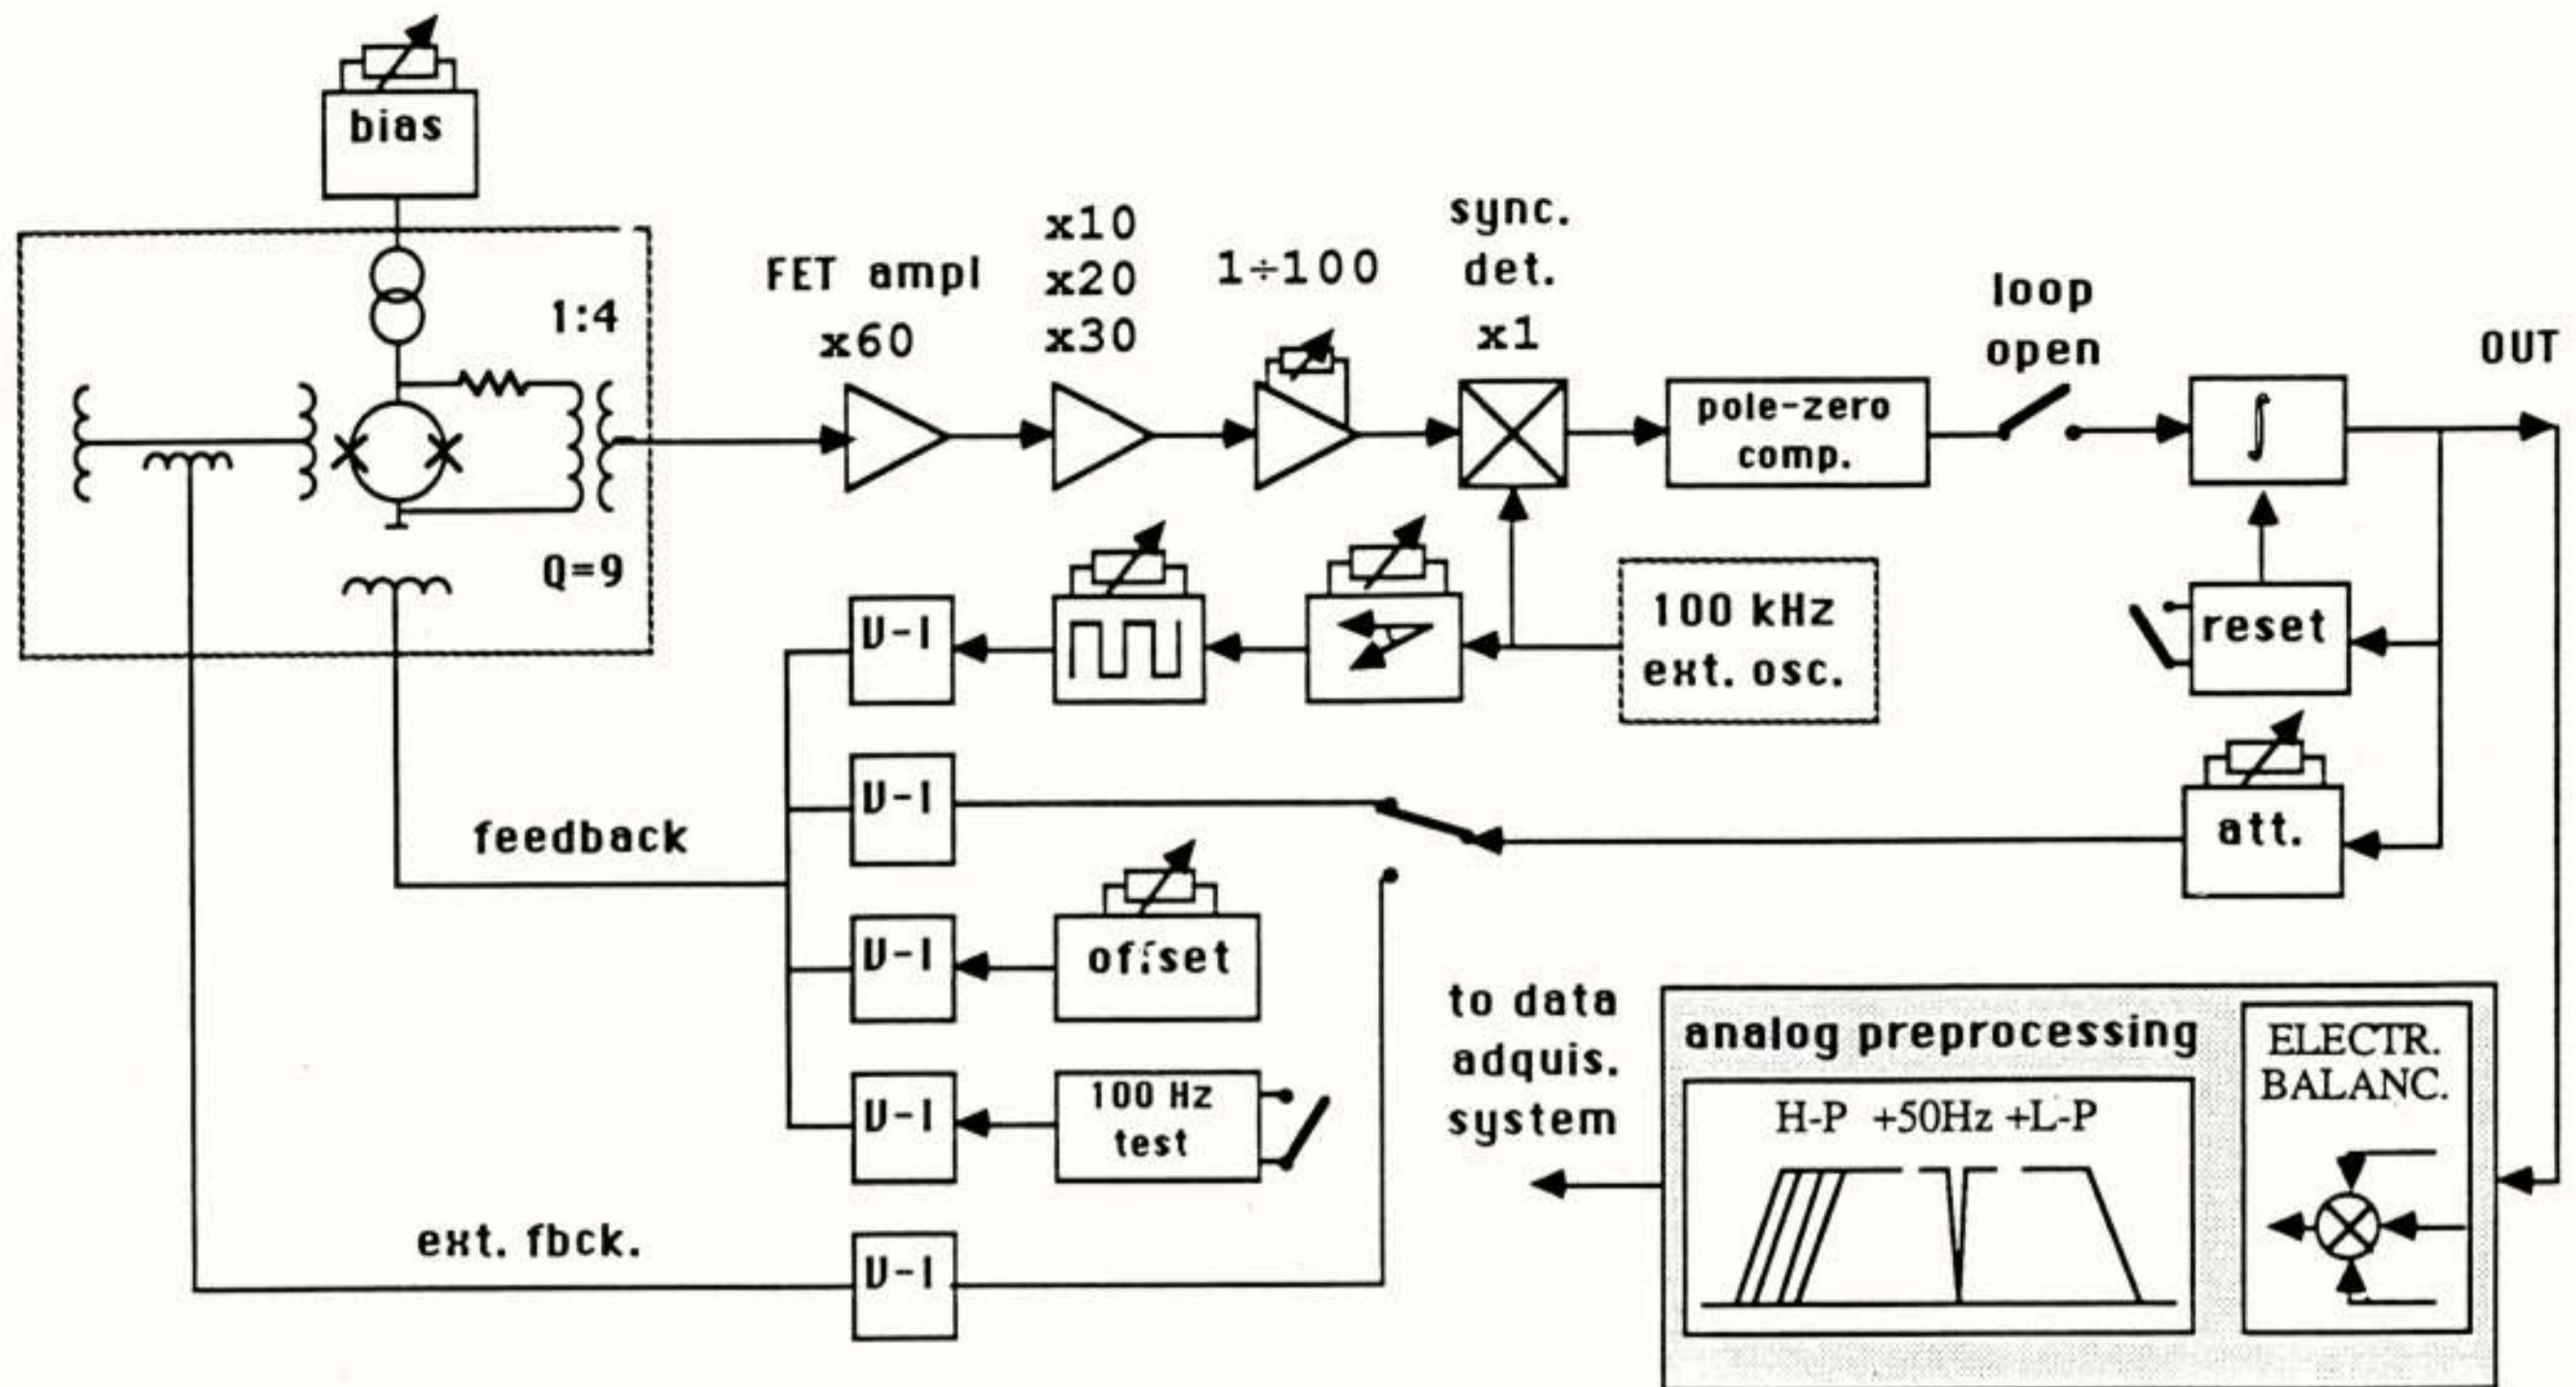 bias
1:4
Q=9
FET ampl
x60
x10
x20
x30
1÷100
sync.
det.
x1
pole-zero
comp.
loop
open
∫
OUT
V-I
100 kHz
ext. osc.
reset
V-I
att.
feedback
V-I
offset
V-I
100 Hz
test
ext. fbck.
V-I
to data
adquis.
system
analog preprocessing
H-P +50Hz +L-P
ELECTR.
BALANC.